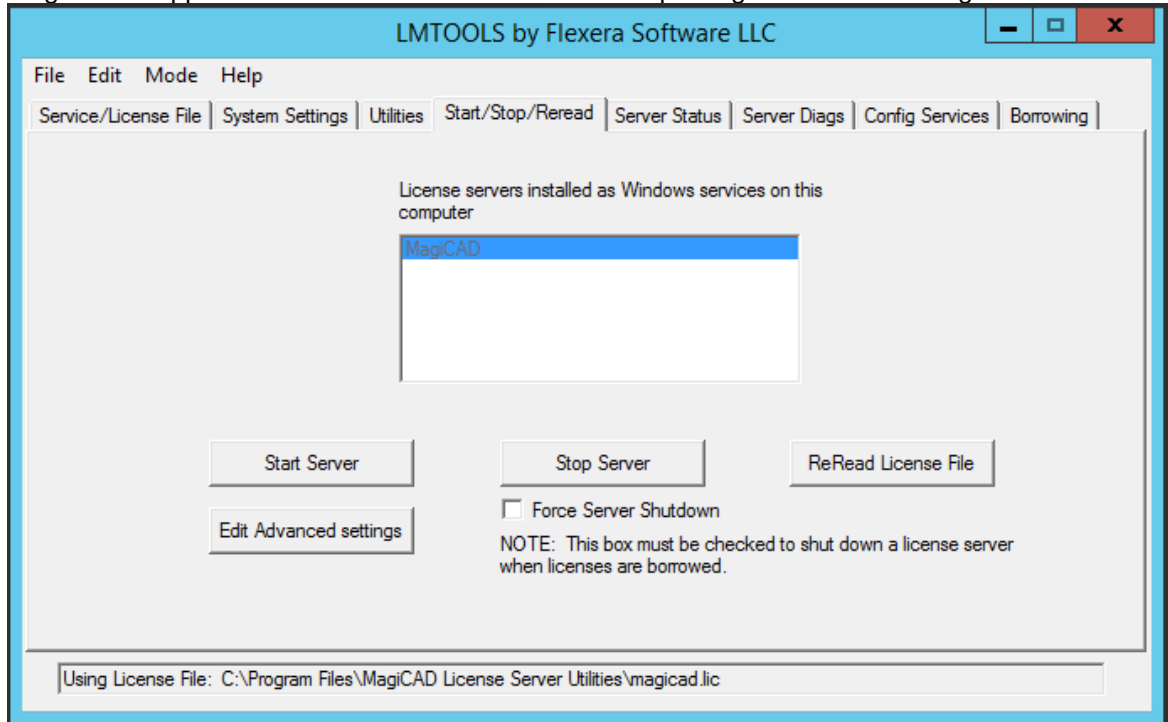 LMTOOLS by Flexera Software LLC
File Edit Mode Help
Service/License File System Settings Utilities Start/Stop/Reread Server Status Server Diags Config Services Borrowing
License servers installed as Windows services on this
computer
MagiCAD
Start Server Stop Server ReRead License File
Edit Advanced settings
Force Server Shutdown
NOTE: This box must be checked to shut down a license server
when licenses are borrowed.
Using License File: C:\Program Files\MagiCAD License Server Utilities\magicad.lic